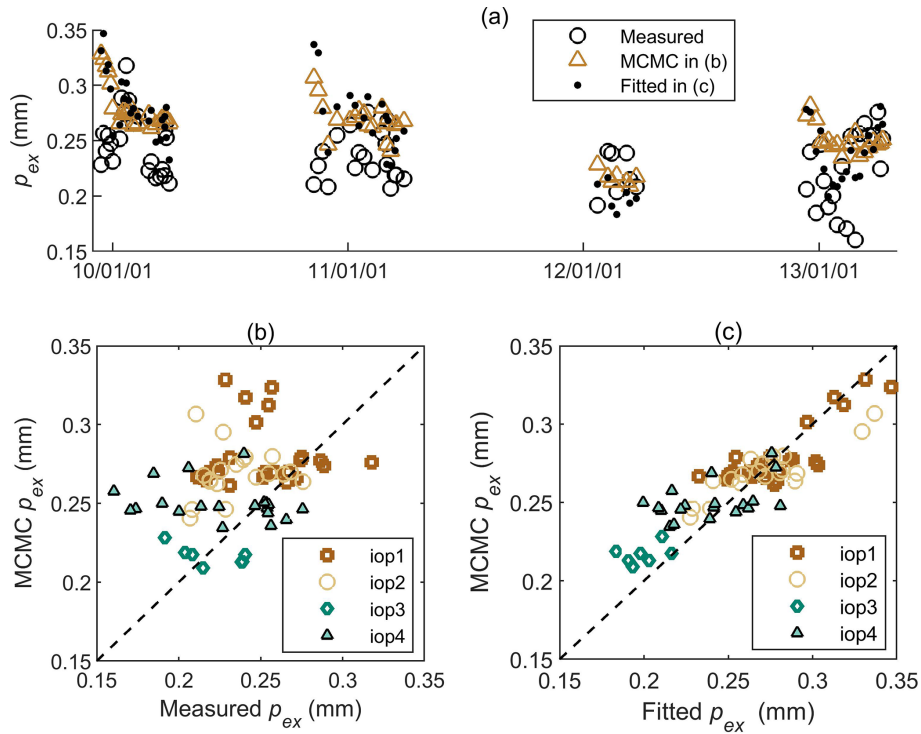 (a)
0.35
0.3
0.25
0.2
0.15
p_ex (mm)
Measured
MCMC in (b)
Fitted in (c)
10/01/01 11/01/01 12/01/01 13/01/01
(b)
0.35
0.3
0.25
0.2
0.15
MCMC p_ex (mm)
iop1
iop2
iop3
iop4
0.15 0.2 0.25 0.3 0.35
Measured p_ex (mm)
(c)
0.35
0.3
0.25
0.2
0.15
MCMC p_ex (mm)
iop1
iop2
iop3
iop4
0.15 0.2 0.25 0.3 0.35
Fitted p_ex (mm)